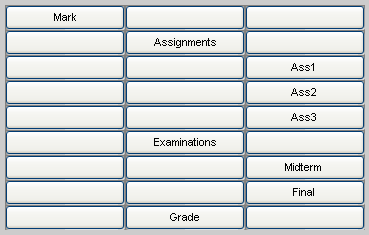 Mark
Assignments
Ass1
Ass2
Ass3
Examinations
Midterm
Final
Grade